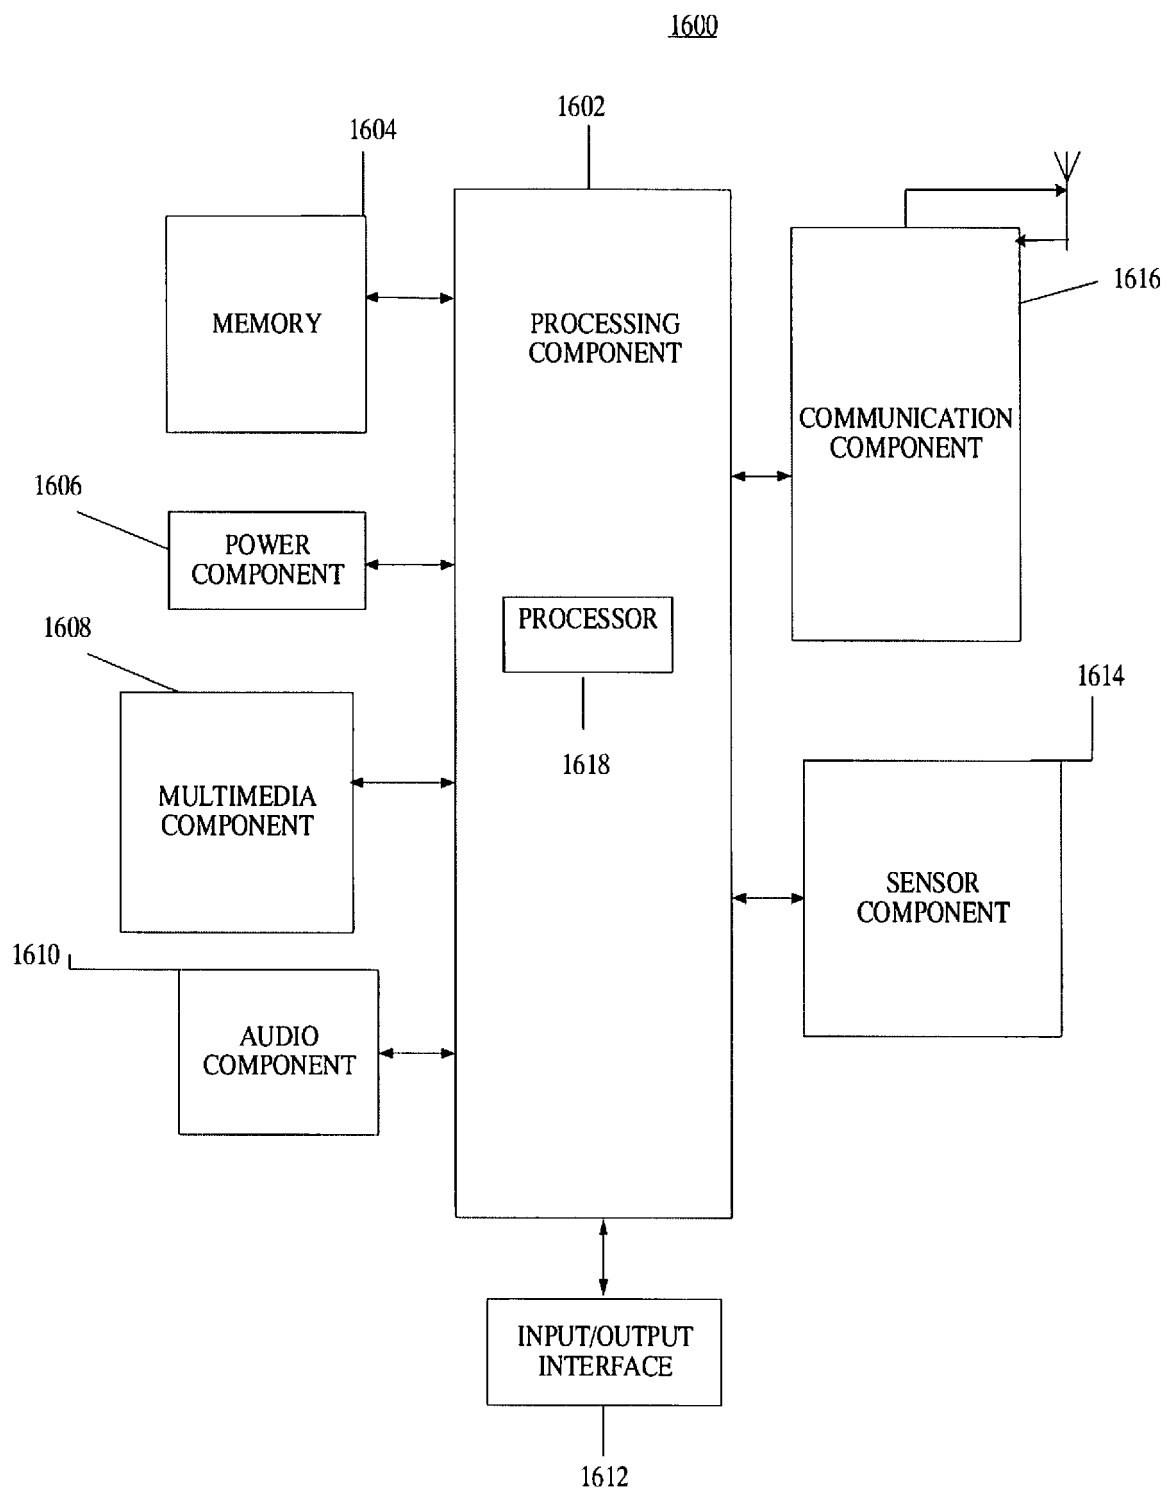 1600
1602
1604
1616
MEMORY
PROCESSING
COMPONENT
COMMUNICATION
COMPONENT
1606
POWER
COMPONENT
PROCESSOR
1608
1614
1618
MULTIMEDIA
COMPONENT
SENSOR
COMPONENT
1610
AUDIO
COMPONENT
INPUT/OUTPUT
INTERFACE
1612